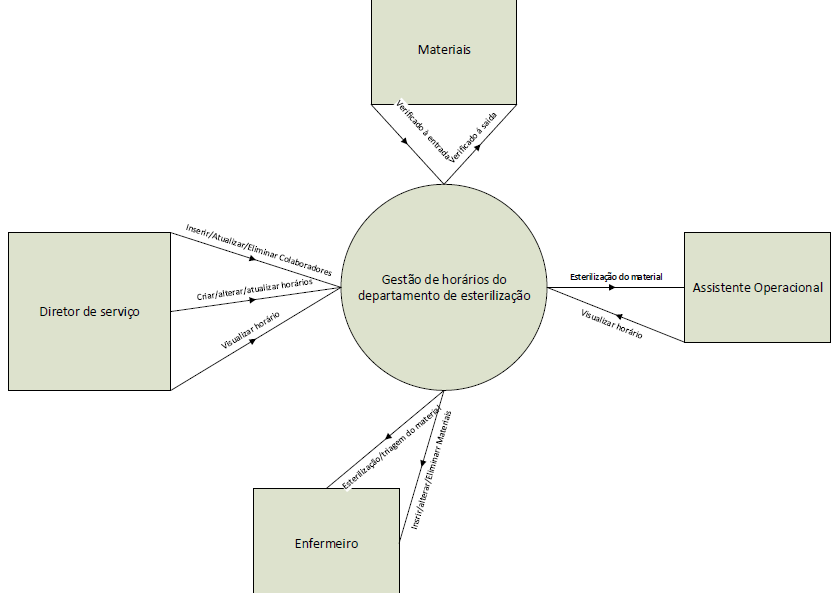 Materiais
Verificado à entrada
Verificado à saída
Inserir/Atualizar/Eliminar Colaboradores
Criar/alterar/atualizar horários
Visualizar horário
Diretor de serviço
Gestão de horários do
departamento de esterilização
Esterilização do material
Visualizar horário
Assistente Operacional
Esterilização/triagem do material
Insrir/alterar/Eliminarr Materiais
Enfermeiro